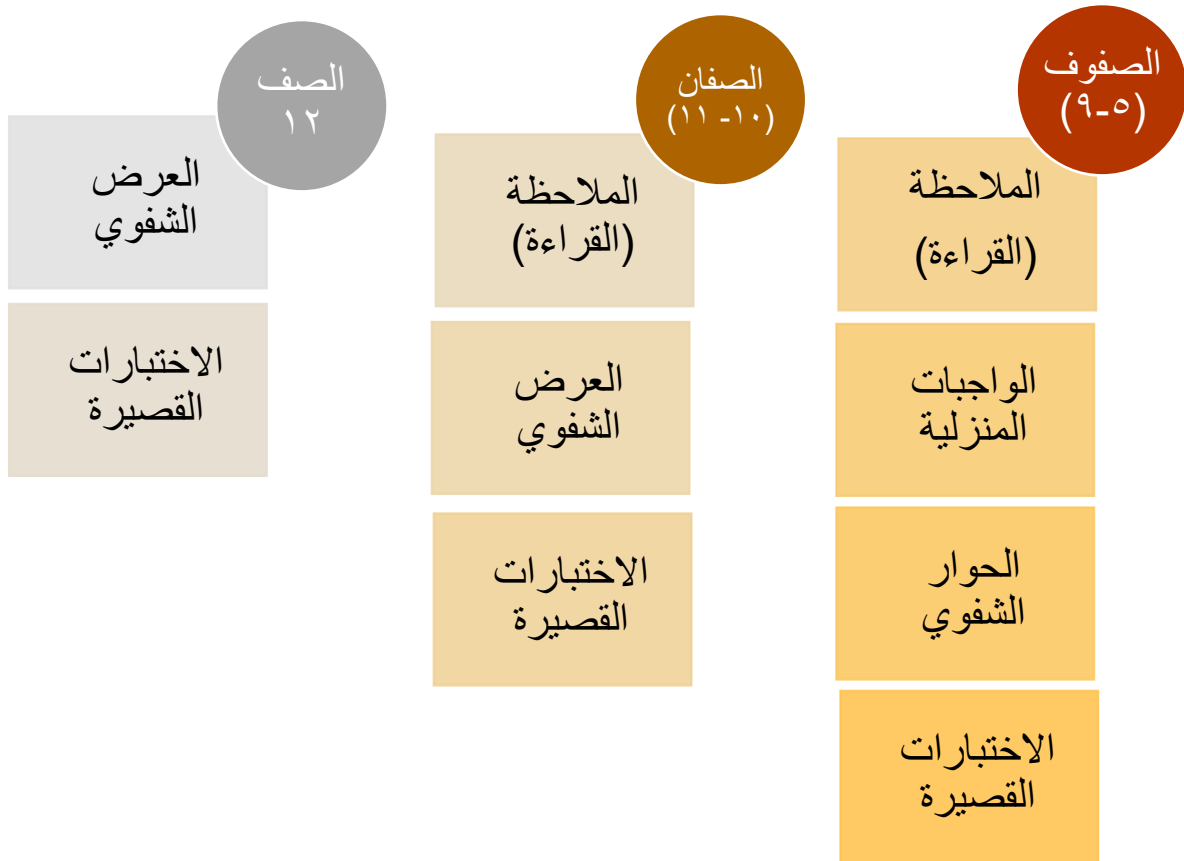 الصفوف
(٥-٩)
الملاحظة
(القراءة)
الواجبات
المنزلية
الحوار
الشفوي
الاختبارات
القصيرة
الصفان
(١٠- ١١)
الملاحظة
(القراءة)
العرض
الشفوي
الاختبارات
القصيرة
الصف
١٢
العرض
الشفوي
الاختبارات
القصيرة